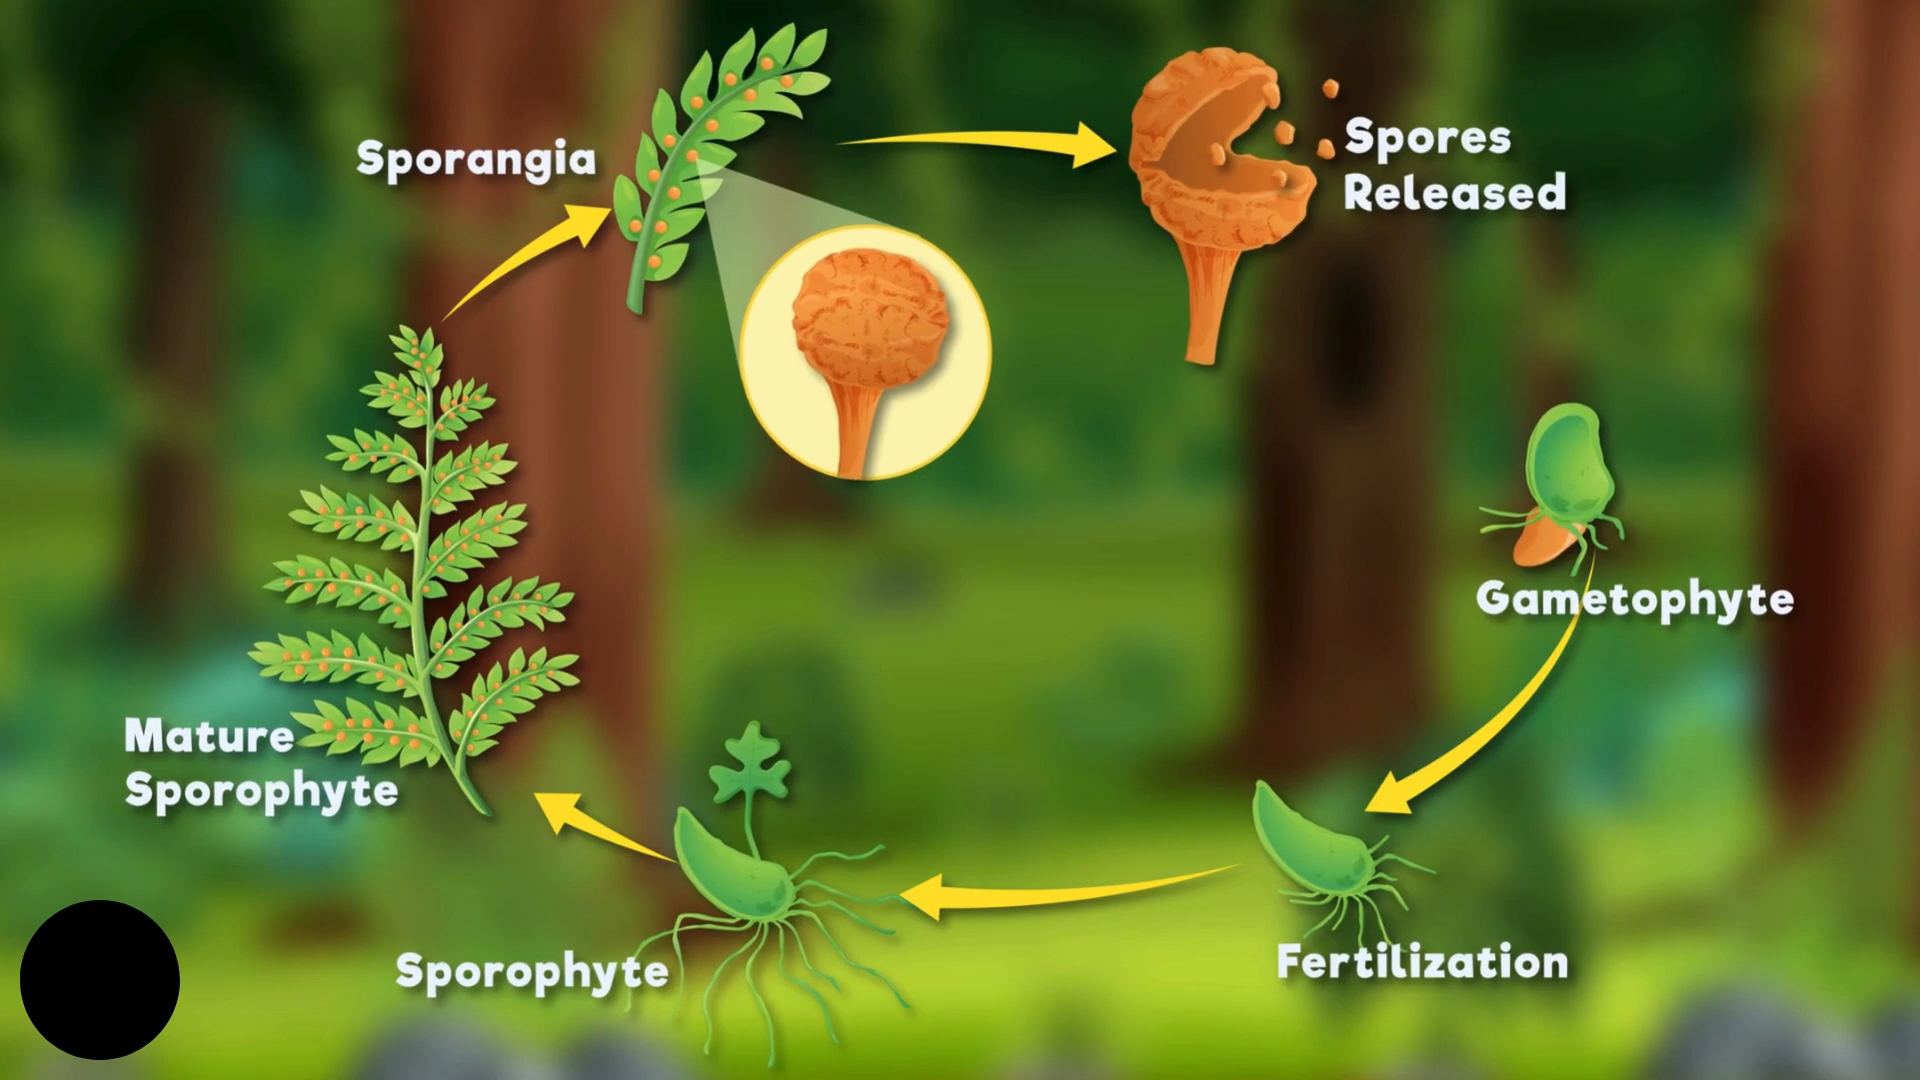 Sporangia
Spores
Released
Gametophyte
Mature
Sporophyte
Sporophyte
Fertilization